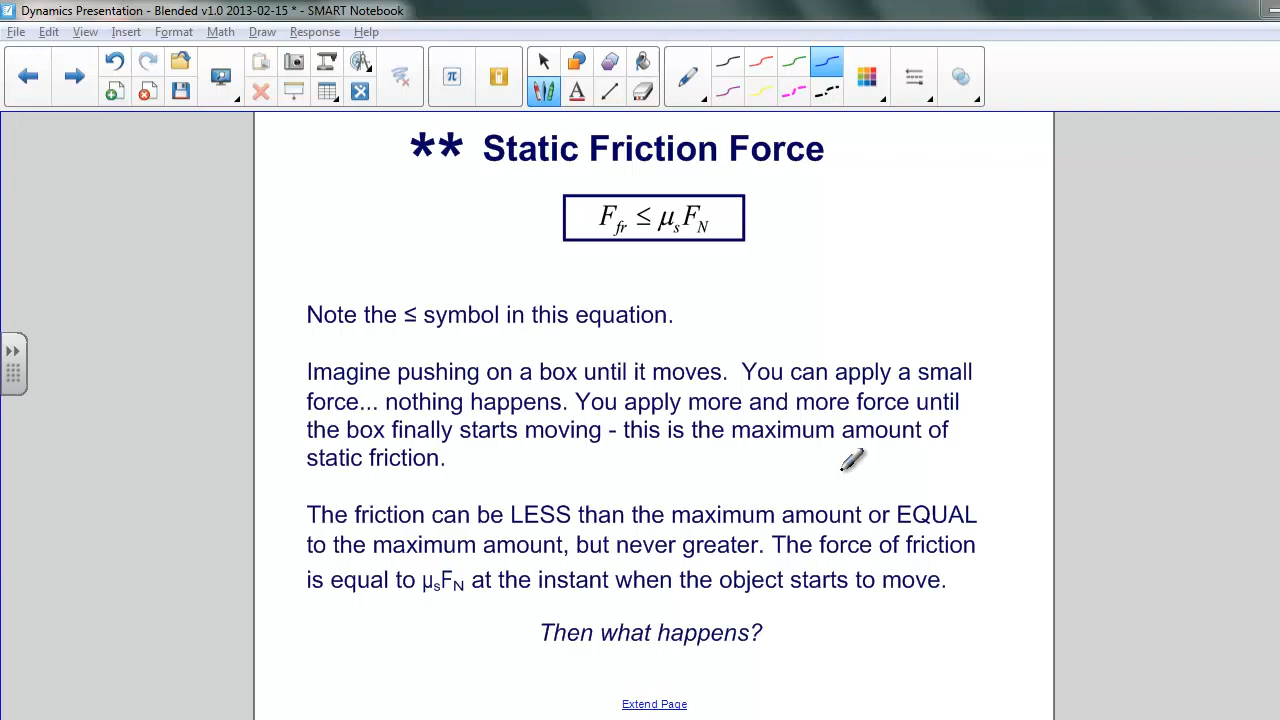 Dynamics Presentation - Blended v1.0 2013-02-15 * - SMART Notebook
File Edit View Insert Format Math Draw Response Help
π
A
** Static Friction Force
F_fr ≤ μ_s F_N
Note the ≤ symbol in this equation.
Imagine pushing on a box until it moves. You can apply a small
force... nothing happens. You apply more and more force until
the box finally starts moving - this is the maximum amount of
static friction.
The friction can be LESS than the maximum amount or EQUAL
to the maximum amount, but never greater. The force of friction
is equal to μ_sF_N at the instant when the object starts to move.
Then what happens?
Extend Page